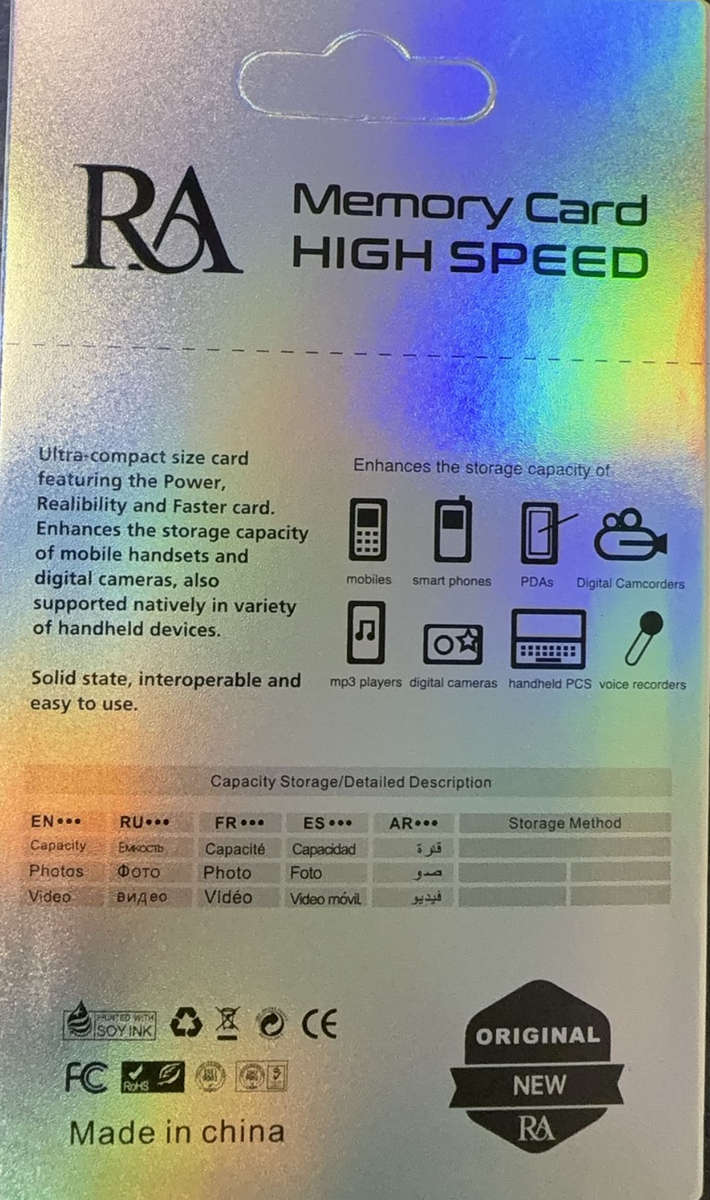 RA
Memory Card
HIGH SPEED
Ultra-compact size card
featuring the Power,
Realibility and Faster card.
Enhances the storage capacity
of mobile handsets and
digital cameras, also
supported natively in variety
of handheld devices.
Solid state, interoperable and
easy to use.
Enhances the storage capacity of
mobiles smart phones PDAs Digital Camcorders
mp3 players digital cameras handheld PCS voice recorders
Capacity Storage/Detailed Description
EN••• RU••• FR••• ES••• AR••• Storage Method
Capacity Ёмкость Capacité Capacidad قدرة
Photos Фото Photo Foto صدو
Video видео Vldéo Video móvil فيديو
PRINTED WITH
SOY INK
CE
FC
RoHS
Made in china
ORIGINAL
NEW
RA